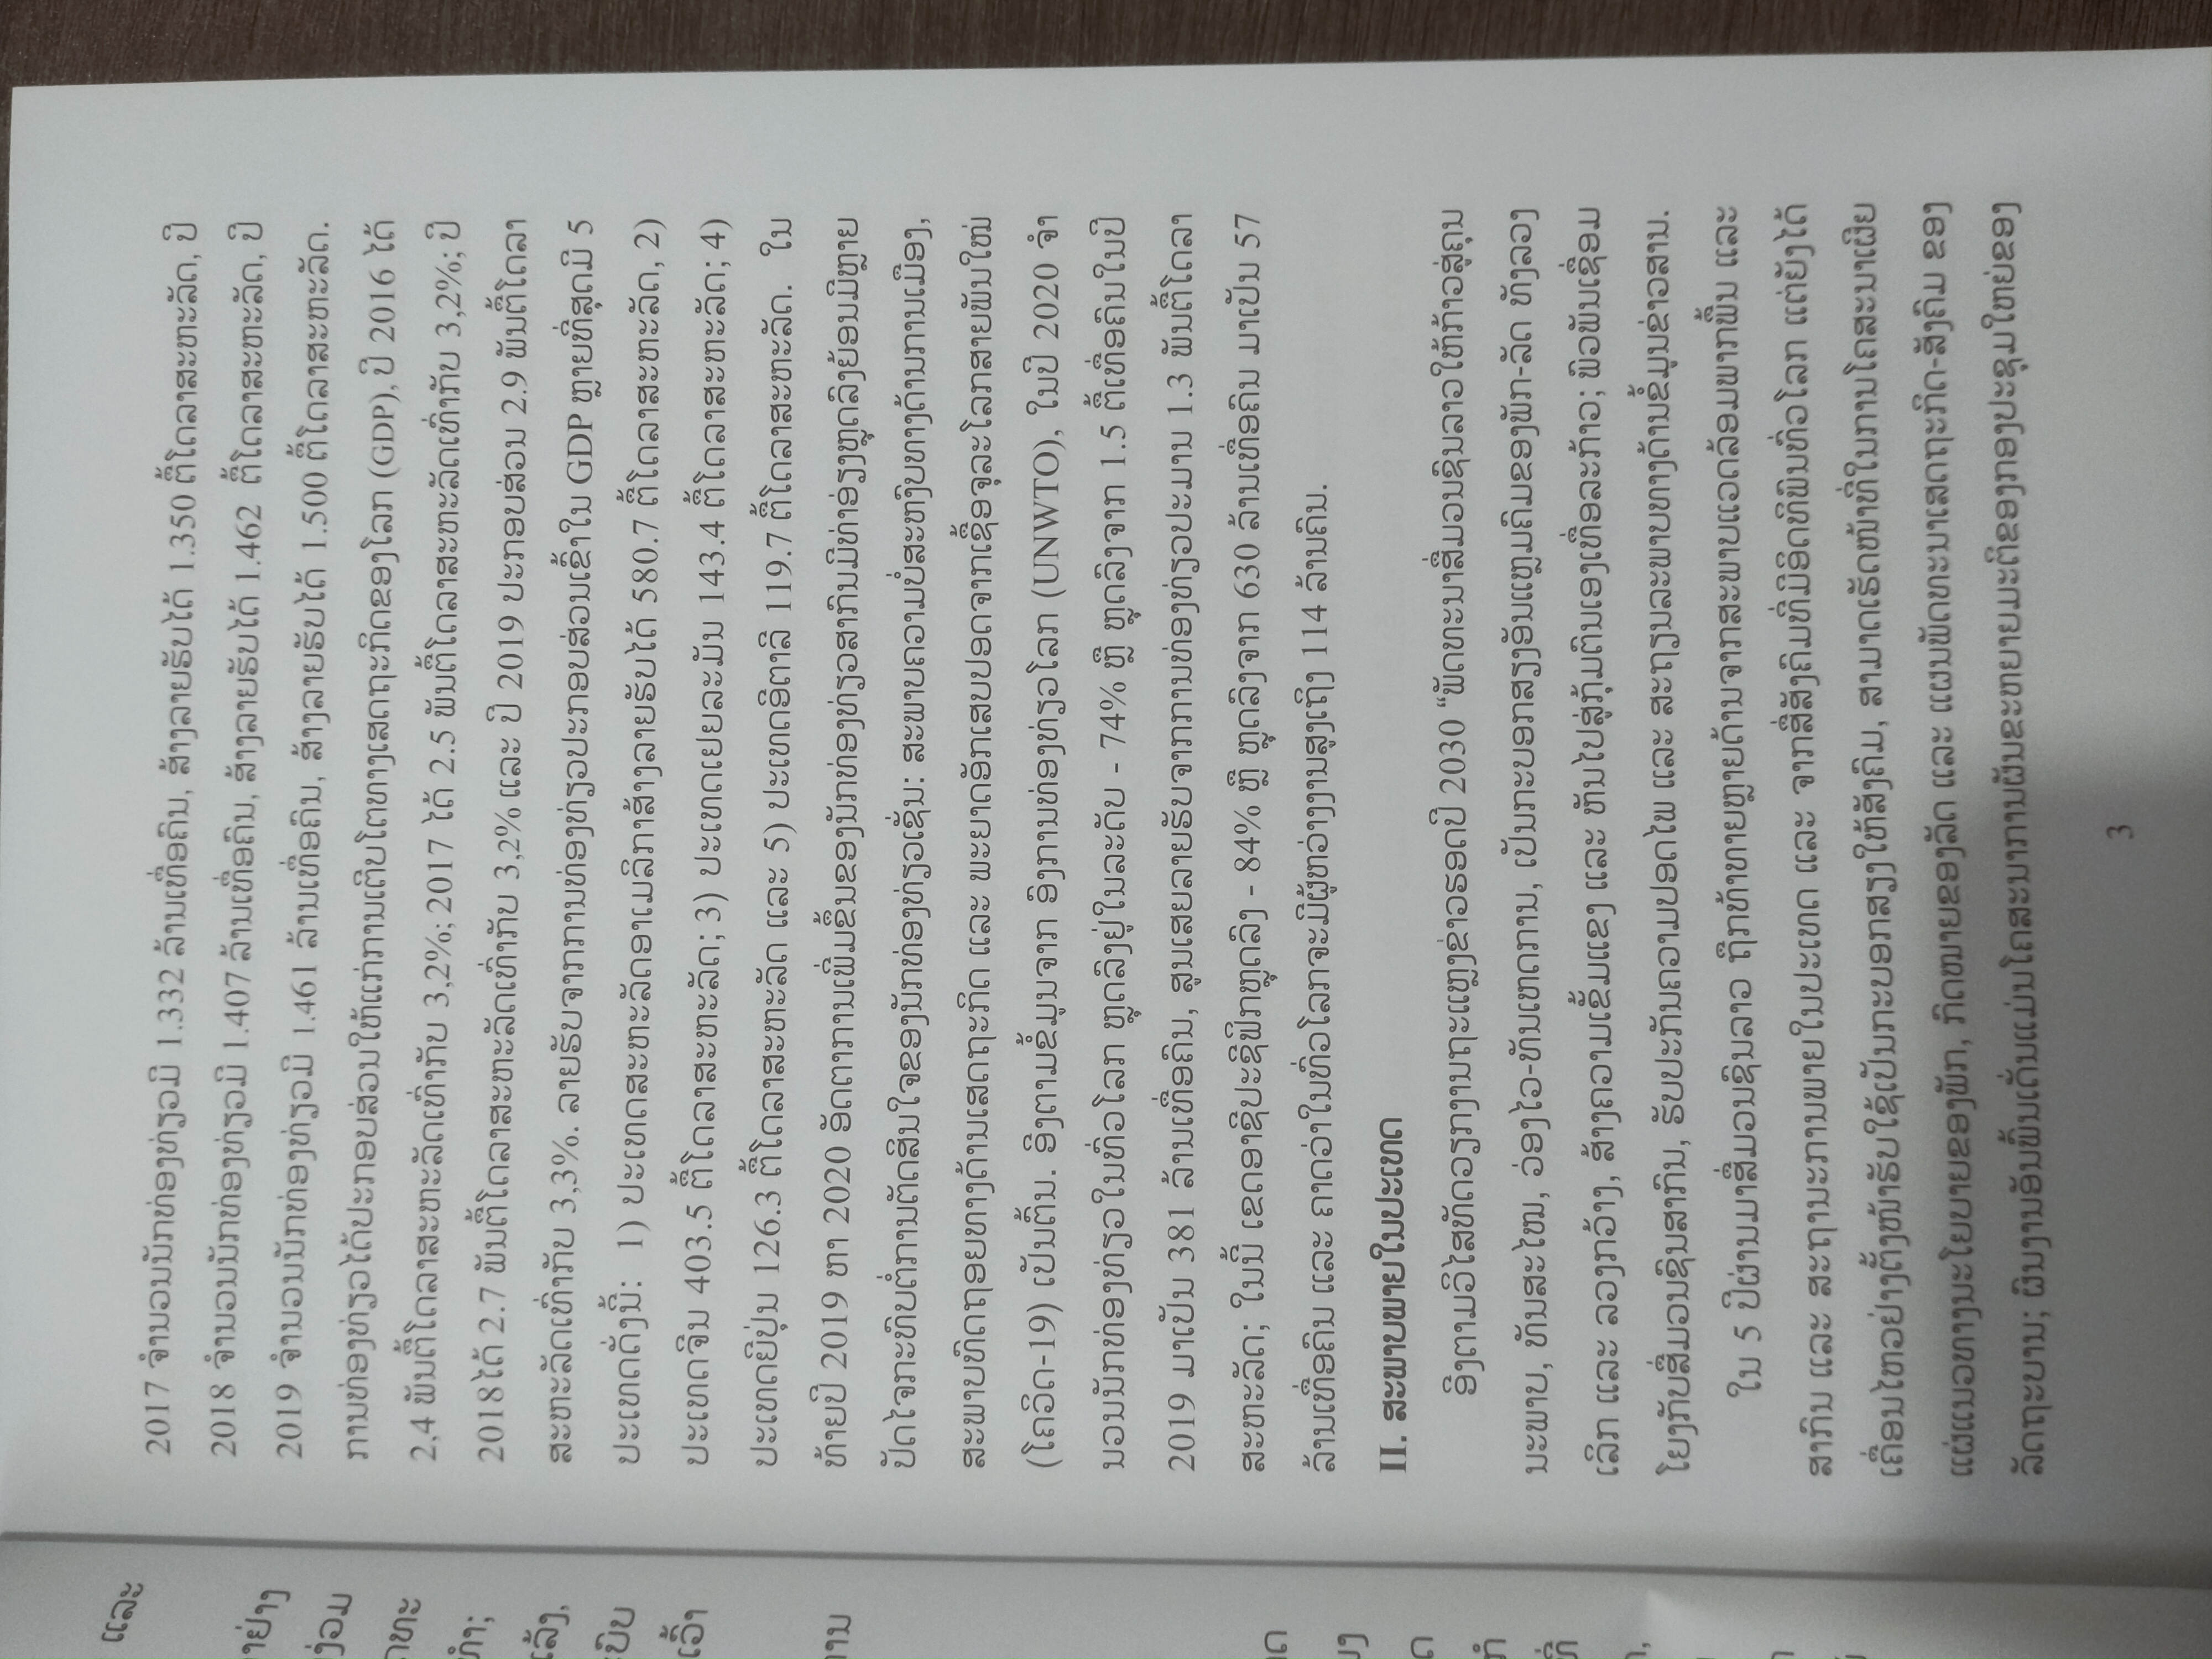 2017 ຈຳນວນນັກທ່ອງທ່ຽວມີ 1.332 ລ້ານເທື່ອຄົນ, ສ້າງລາຍຮັບໄດ້ 1.350 ຕື້ໂດລາສະຫະລັດ, ປີ
2018 ຈຳນວນນັກທ່ອງທ່ຽວມີ 1.407 ລ້ານເທື່ອຄົນ, ສ້າງລາຍຮັບໄດ້ 1.462 ຕື້ໂດລາສະຫະລັດ, ປີ
2019 ຈຳນວນນັກທ່ອງທ່ຽວມີ 1.461 ລ້ານເທື່ອຄົນ, ສ້າງລາຍຮັບໄດ້ 1.500 ຕື້ໂດລາສະຫະລັດ.
ການທ່ອງທ່ຽວໄດ້ປະກອບສ່ວນໃຫ້ແກ່ການເຕີບໂຕທາງເສດຖະກິດຂອງໂລກ (GDP), ປີ 2016 ໄດ້
2,4 ພັນຕື້ໂດລາສະຫະລັດເທົ່າກັບ 3,2%; 2017 ໄດ້ 2.5 ພັນຕື້ໂດລາສະຫະລັດເທົ່າກັບ 3,2%; ປີ
2018ໄດ້ 2.7 ພັນຕື້ໂດລາສະຫະລັດເທົ່າກັບ 3,2% ແລະ ປີ 2019 ປະກອບສ່ວນ 2.9 ພັນຕື້ໂດລາ
ສະຫະລັດເທົ່າກັບ 3,3%. ລາຍຮັບຈາກການທ່ອງທ່ຽວປະກອບສ່ວນເຂົ້າໃນ GDP ຫຼາຍທີ່ສຸດມີ 5
ປະເທດດັ່ງນີ້: 1) ປະເທດສະຫະລັດອາເມລິກາສ້າງລາຍຮັບໄດ້ 580.7 ຕື້ໂດລາສະຫະລັດ, 2)
ປະເທດຈີນ 403.5 ຕື້ໂດລາສະຫະລັດ; 3) ປະເທດເຢຍລະມັນ 143.4 ຕື້ໂດລາສະຫະລັດ; 4)
ປະເທດຍີ່ປຸ່ນ 126.3 ຕື້ໂດລາສະຫະລັດ ແລະ 5) ປະເທດອິຕາລີ 119.7 ຕື້ໂດລາສະຫະລັດ. ໃນ
ທ້າຍປີ 2019 ຫາ 2020 ອັດຕາການເພີ່ມຂຶ້ນຂອງນັກທ່ອງທ່ຽວສາກົນມີທ່າອ່ຽງຫຼຸດລົງຍ້ອນມີຫຼາຍ
ປັດໄຈກະທົບຕໍ່ການຕັດສິນໃຈຂອງນັກທ່ອງທ່ຽວເຊັ່ນ: ສະພາບຄວາມບໍ່ສະຫງົບທາງດ້ານການເມືອງ,
ສະພາບທົດຖອຍທາງດ້ານເສດຖະກິດ ແລະ ພະຍາດອັກເສບປອດຈາກເຊື້ອຈຸລະໂລກສາຍພັນໃໝ່
(ໂຄວິດ-19) ເປັນຕົ້ນ. ອີງຕາມຂໍ້ມູນຈາກ ອົງການທ່ອງທ່ຽວໂລກ (UNWTO), ໃນປີ 2020 ຈຳ
ນວນນັກທ່ອງທ່ຽວໃນທົ່ວໂລກ ຫຼຸດລົງຢູ່ໃນລະດັບ - 74% ຫຼື ຫຼຸດລົງຈາກ 1.5 ຕື້ເທື່ອຄົນໃນປີ
2019 ມາເປັນ 381 ລ້ານເທື່ອຄົນ, ສູນເສຍລາຍຮັບຈາກການທ່ອງທ່ຽວປະມານ 1.3 ພັນຕື້ໂດລາ
ສະຫະລັດ; ໃນນີ້ ເຂດອາຊີປະຊີຟິກຫຼຸດລົງ - 84% ຫຼື ຫຼຸດລົງຈາກ 630 ລ້ານເທື່ອຄົນ ມາເປັນ 57
ລ້ານເທື່ອຄົນ ແລະ ຄາດວ່າໃນທົ່ວໂລກຈະມີຜູ້ຫວ່າງງານສູງເຖິງ 114 ລ້ານຄົນ.
II. ສະພາບພາຍໃນປະເທດ
ອີງຕາມວິໄສທັດວຽກງານຖະແຫຼງຂ່າວຮອດປີ 2030 “ພັດທະນາສື່ມວນຊົນລາວໃຫ້ກ້າວສູ່ຄຸນ
ນະພາບ, ທັນສະໄໝ, ວ່ອງໄວ-ທັນເຫດການ, ເປັນກະບອກສຽງອັນແຫຼມຄົມຂອງພັກ-ລັດ ທັງລວງ
ເລິກ ແລະ ລວງກວ້າງ, ສ້າງຄວາມເຂັ້ມແຂງ ແລະ ຫັນໄປສູ່ກຸ້ມຕົນເອງເທື່ອລະກ້າວ; ພົວພັນເຊື່ອມ
ໂຍງກັບສື່ມວນຊົນສາກົນ, ຮັບປະກັນຄວາມປອດໄພ ແລະ ສະຖຽນລະພາບທາງດ້ານຂໍ້ມູນຂ່າວສານ.
ໃນ 5 ປີຜ່ານມາສື່ມວນຊົນລາວ ຖືກທ້າທາຍຫຼາຍດ້ານຈາກສະພາບແວດລ້ອມພາກພື້ນ ແລະ
ສາກົນ ແລະ ສະຖານະການພາຍໃນປະເທດ ແລະ ຈາກສື່ສັງຄົມທີ່ມີອິດທິພົນທົ່ວໂລກ ແຕ່ຍັງໄດ້
ເຄື່ອນໄຫວຢ່າງຕັ້ງໜ້າຮັບໃຊ້ເປັນກະບອກສຽງໃຫ້ສັງຄົມ, ສາມາດເຮັດໜ້າທີ່ໃນການໂຄສະນາເຜີຍ
ແຜ່ແນວທາງນະໂຍບາຍຂອງພັກ, ກົດໝາຍຂອງລັດ ແລະ ແຜນພັດທະນາເສດຖະກິດ-ສັງຄົມ ຂອງ
ລັດຖະບານ; ຜົນງານອັນພົ້ນເດັ່ນແມ່ນໂຄສະນາການຜັນຂະຫຍາຍມະຕິຂອງກອງປະຊຸມໃຫຍ່ຂອງ
3
ແລະ